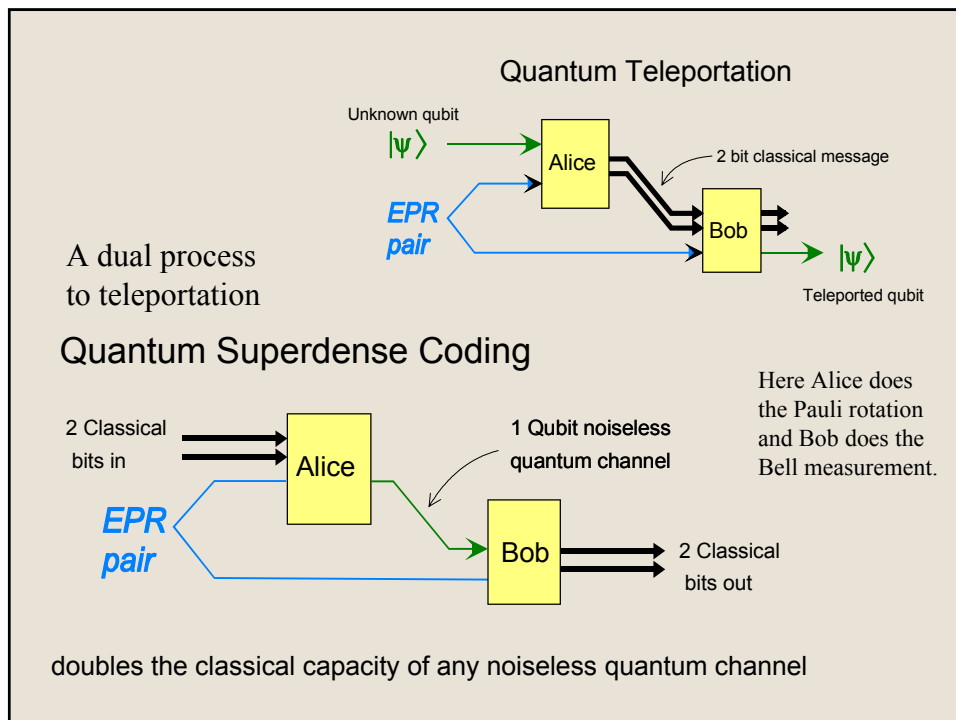 Quantum Teleportation
Unknown qubit
|ψ⟩
Alice
2 bit classical message
EPR
pair
Bob
|ψ⟩
Teleported qubit
A dual process
to teleportation
Quantum Superdense Coding
Here Alice does
the Pauli rotation
and Bob does the
Bell measurement.
2 Classical
bits in
Alice
1 Qubit noiseless
quantum channel
EPR
pair
Bob
2 Classical
bits out
doubles the classical capacity of any noiseless quantum channel